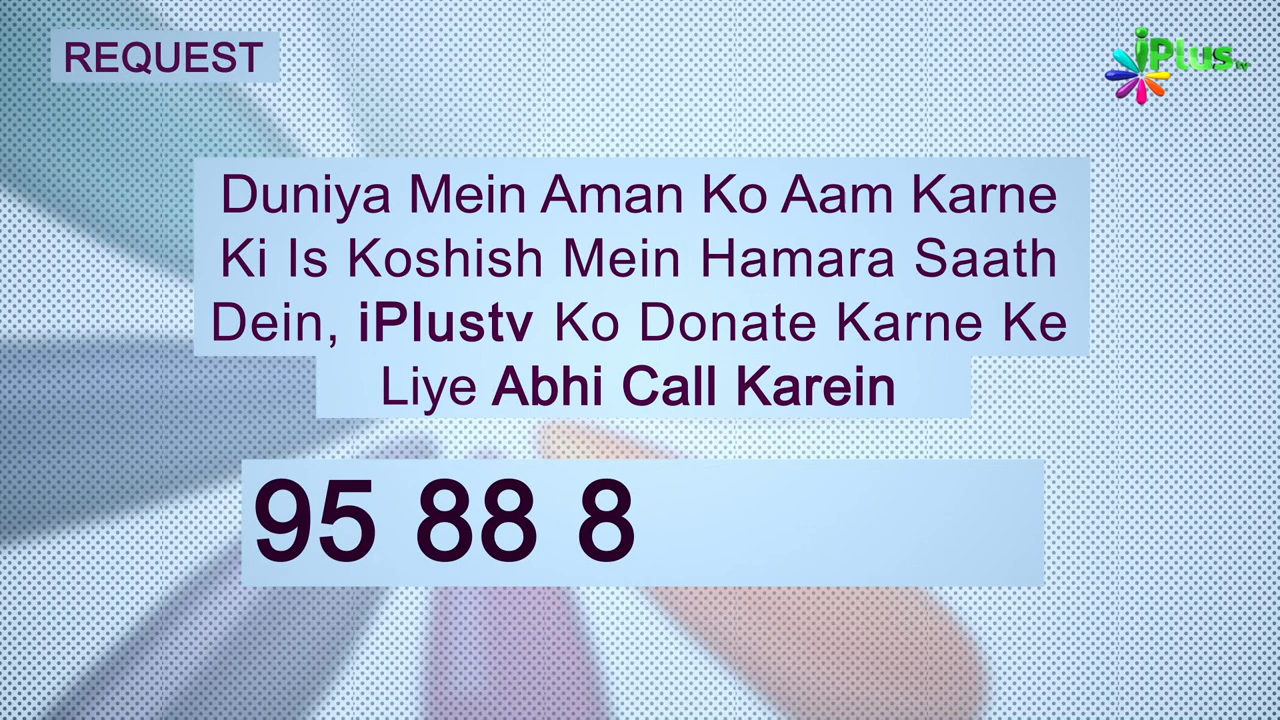 REQUEST
iPlus tv
Duniya Mein Aman Ko Aam Karne
Ki Is Koshish Mein Hamara Saath
Dein, iPlustv Ko Donate Karne Ke
Liye Abhi Call Karein
95 88 8